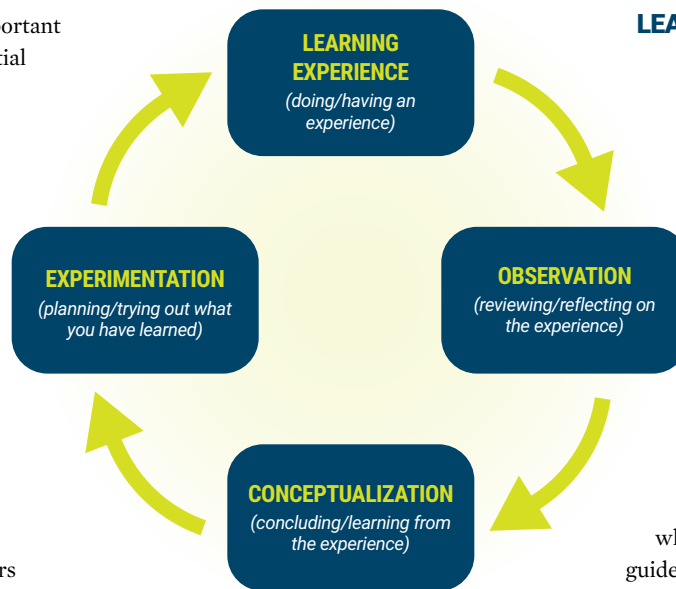 LEARNING
EXPERIENCE
(doing/having an
experience)
OBSERVATION
(reviewing/reflecting on
the experience)
CONCEPTUALIZATION
(concluding/learning from
the experience)
EXPERIMENTATION
(planning/trying out what
you have learned)
guide